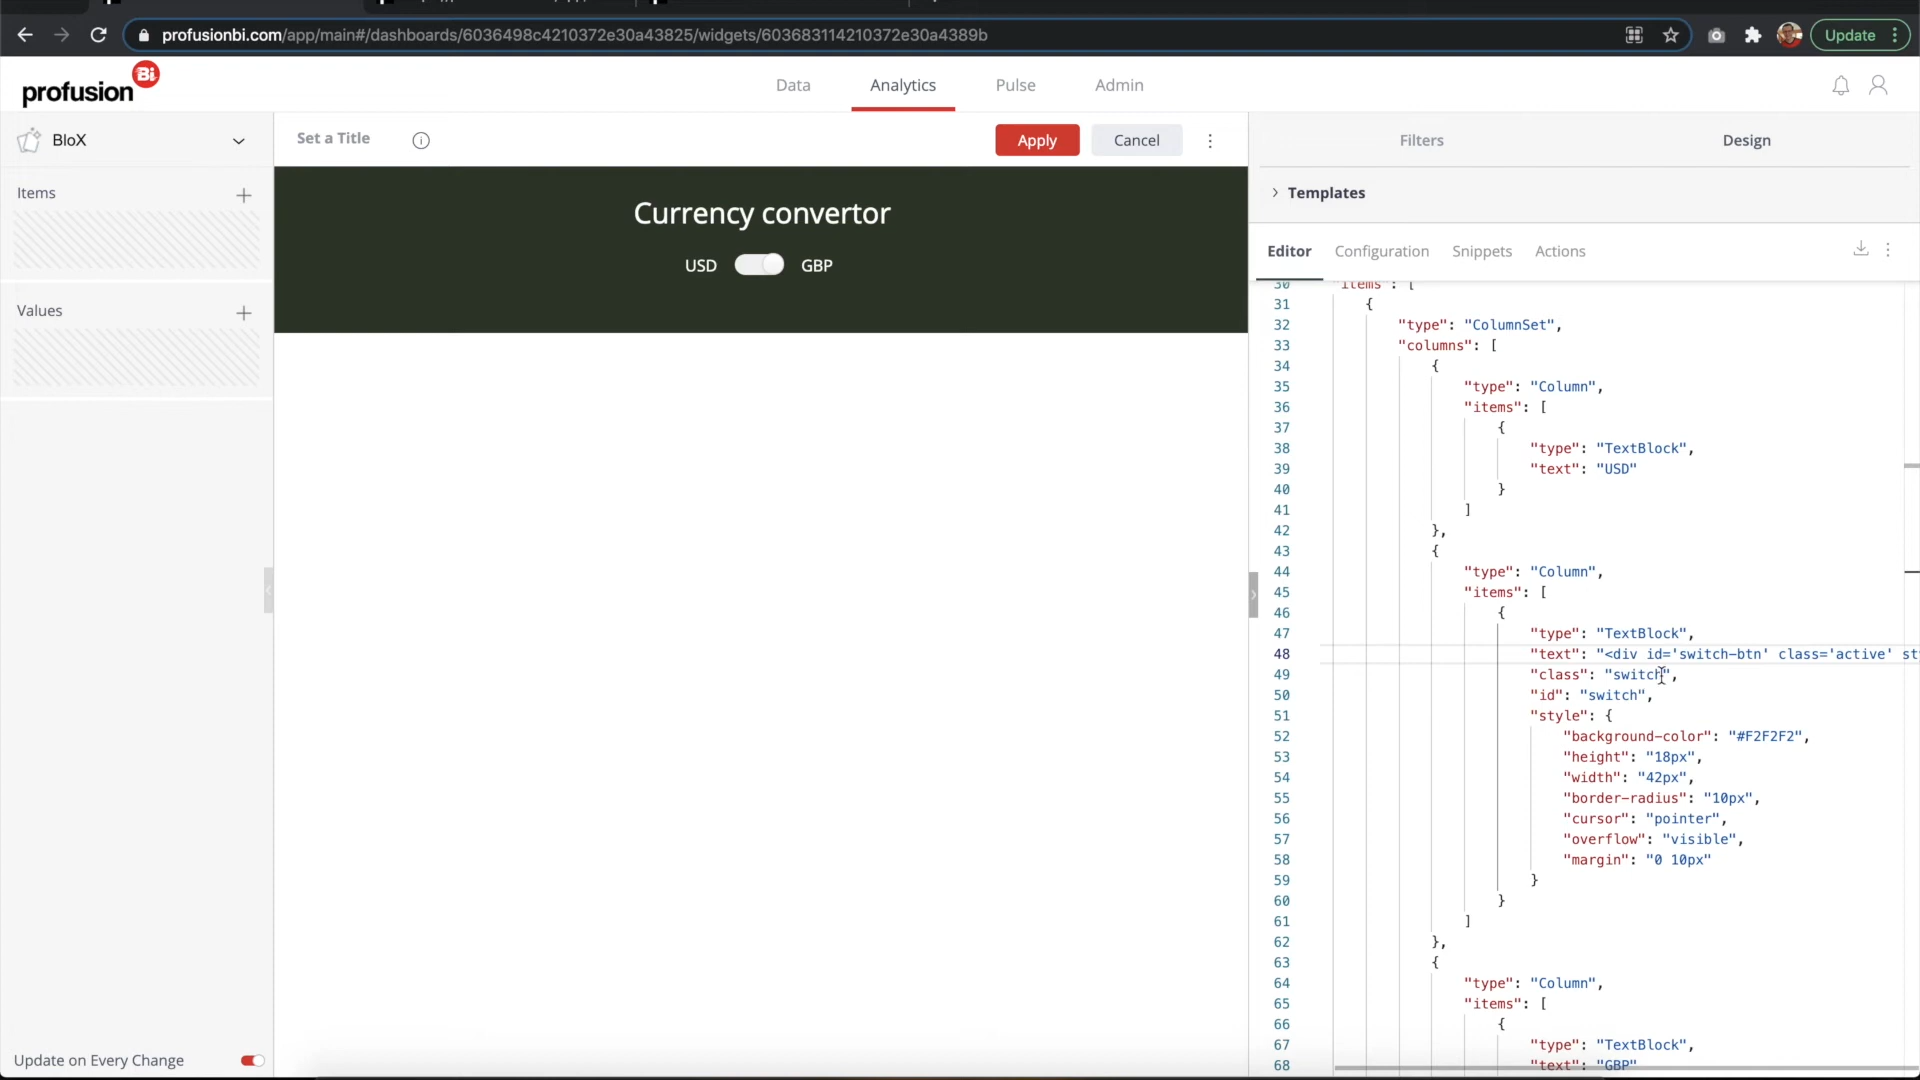 profusionbi.com/app/main#/dashboards/6036498c4210372e30a43825/widgets/603683114210372e30a4389b
Update
profusion Bi
Data
Analytics
Pulse
Admin
BloX
Set a Title
Apply
Cancel
Filters
Design
Items
Values
Currency convertor
USD
GBP
Templates
Editor
Configuration
Snippets
Actions
30 "items": [
31 {
32 "type": "ColumnSet",
33 "columns": [
34 {
35 "type": "Column",
36 "items": [
37 {
38 "type": "TextBlock",
39 "text": "USD"
40 }
41 ]
42 },
43 {
44 "type": "Column",
45 "items": [
46 {
47 "type": "TextBlock",
48 "text": "<div id='switch-btn' class='active' st
49 "class": "switch",
50 "id": "switch",
51 "style": {
52 "background-color": "#F2F2F2",
53 "height": "18px",
54 "width": "42px",
55 "border-radius": "10px",
56 "cursor": "pointer",
57 "overflow": "visible",
58 "margin": "0 10px"
59 }
60 }
61 ]
62 },
63 {
64 "type": "Column",
65 "items": [
66 {
67 "type": "TextBlock",
68 "text": "GBP"
Update on Every Change